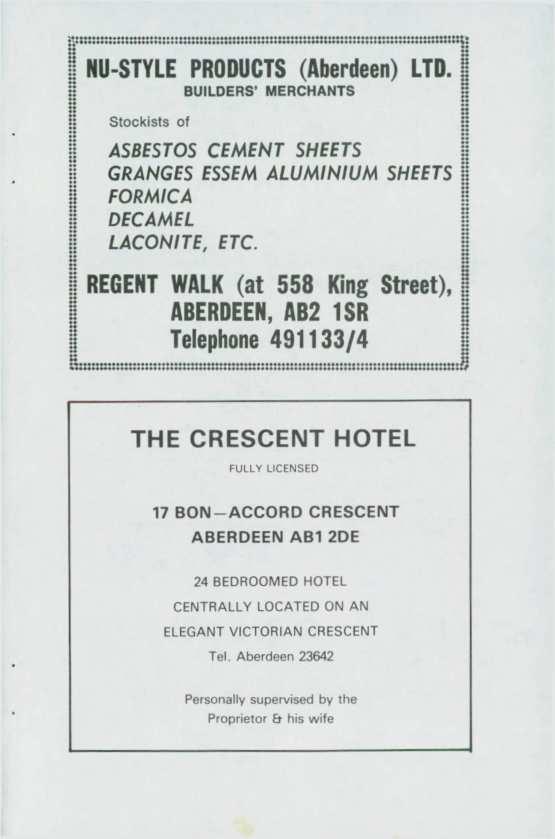 NU-STYLE PRODUCTS (Aberdeen) LTD.
BUILDERS' MERCHANTS
Stockists of
ASBESTOS CEMENT SHEETS
GRANGES ESSEM ALUMINIUM SHEETS
FORMICA
DECAMEL
LACONITE, ETC.
REGENT WALK (at 558 King Street),
ABERDEEN, AB2 1SR
Telephone 491133/4
THE CRESCENT HOTEL
FULLY LICENSED
17 BON—ACCORD CRESCENT
ABERDEEN AB1 2DE
24 BEDROOMED HOTEL
CENTRALLY LOCATED ON AN
ELEGANT VICTORIAN CRESCENT
Tel. Aberdeen 23642
Personally supervised by the
Proprietor & his wife